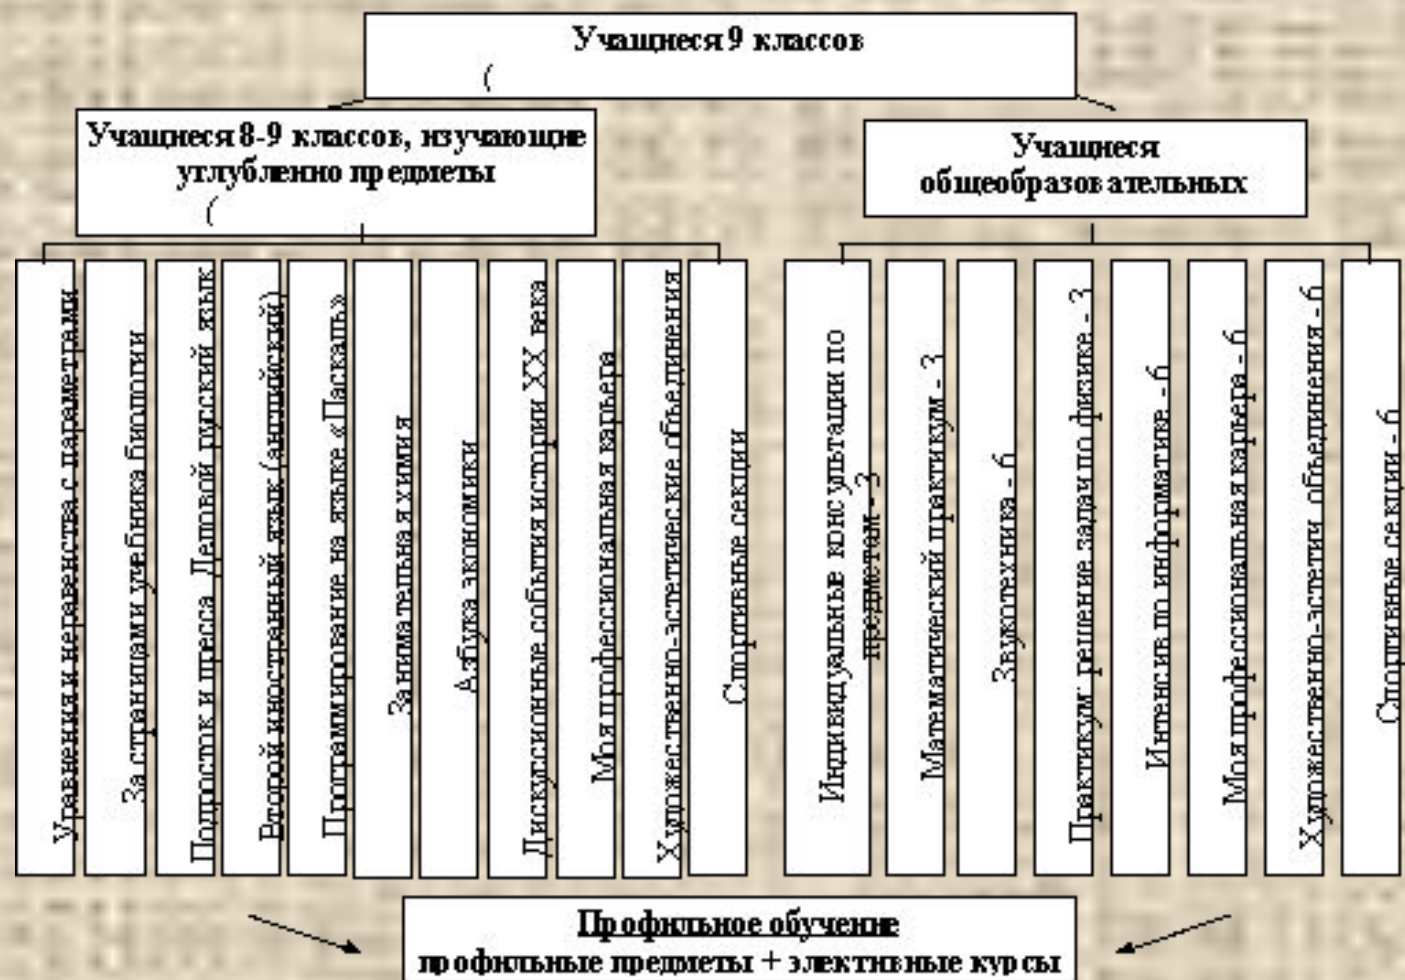 Учащиеся 9 классов
(
Учащиеся 8-9 классов, изучающие
углубленно предметы
(
Учащиеся
общеобразовательных
Уравнения и неравенства с параметрами
За страницами учебника биологии
Подросток и пресса. Деловой русский язык
Второй иностранный язык (английский)
Программирование на языке «Паскаль»
Занимательная химия
Азбука экономики
Дискуссионные события истории XX века
Моя профессиональная карьера
Художественно-эстетические объединения
Спортивные секции
Индивидуальные консультации по
предметам - 3
Математический практикум - 3
Звукотехника - 6
Практикум: решение задач по физике - 3
Интенсив по информатике - 6
Моя профессиональная карьера - 6
Художественно-эстетич. объединения - 6
Спортивные секции - 6
Профильное обучение
профильные предметы + элективные курсы